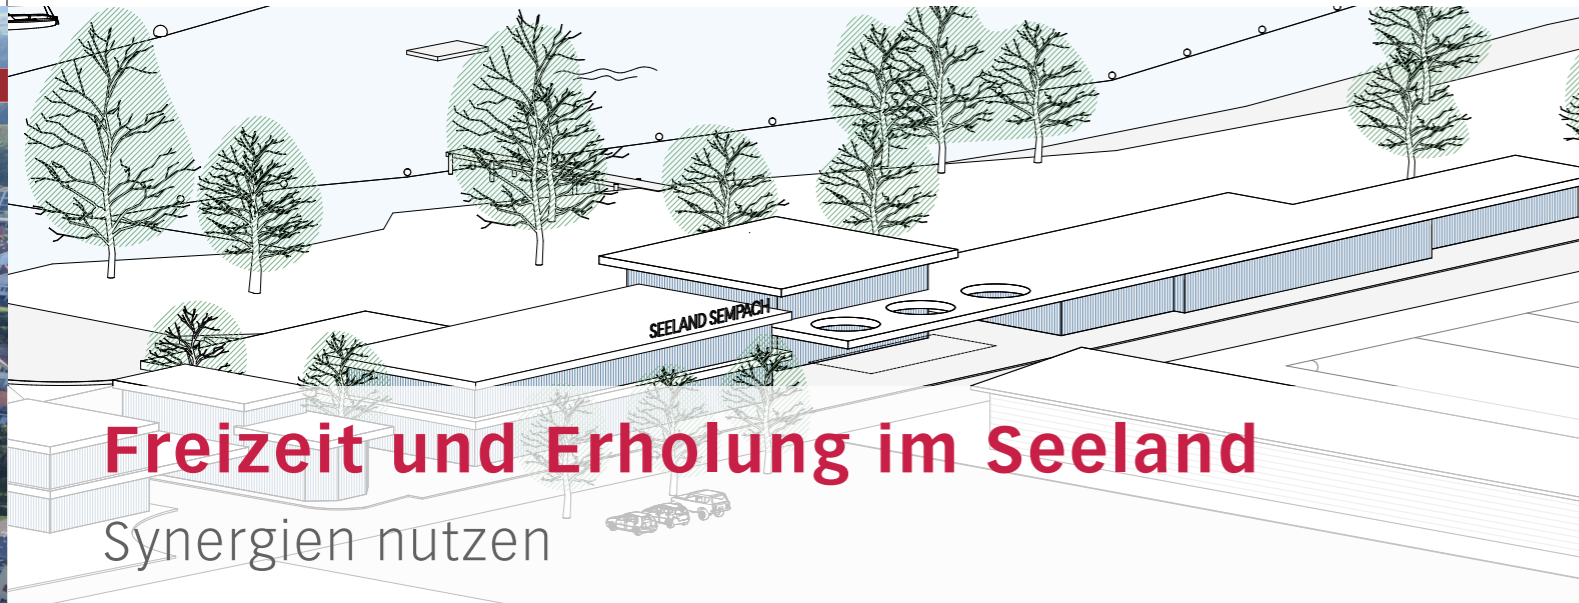 SEELAND SEMPACH
Freizeit und Erholung im Seeland
Synergien nutzen